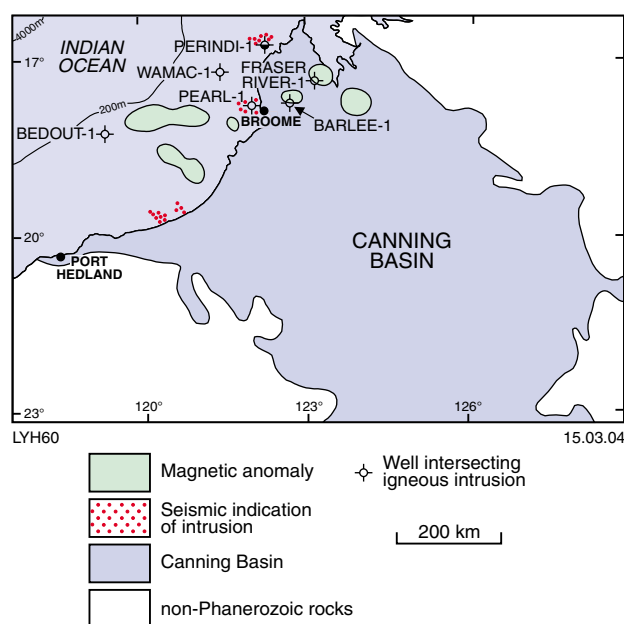 4000m
INDIAN
OCEAN
PERINDI-1
17°
WAMAC-1
FRASER
RIVER-1
PEARL-1
200m
BROOME
BARLEE-1
BEDOUT-1
20°
CANNING
BASIN
PORT
HEDLAND
23°
120°
123°
126°
LYH60
15.03.04
Magnetic anomaly
Well intersecting
igneous intrusion
Seismic indication
of intrusion
200 km
Canning Basin
non-Phanerozoic rocks